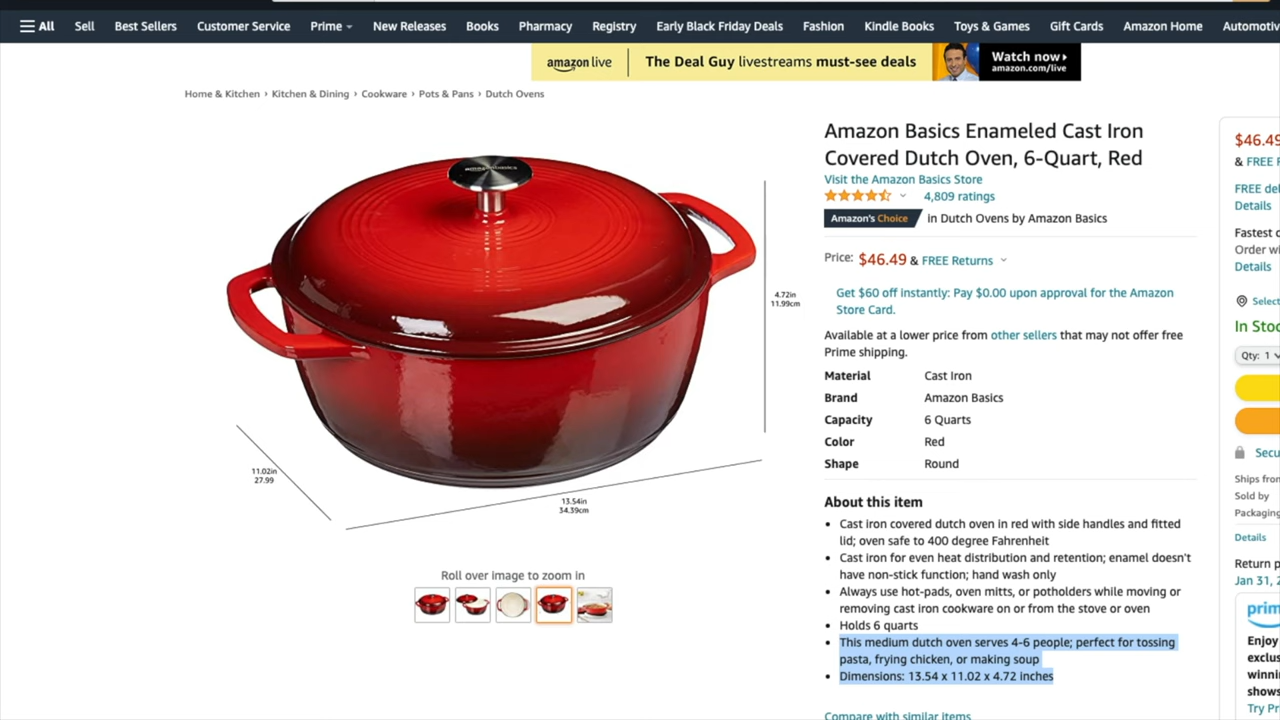 All Sell Best Sellers Customer Service Prime New Releases Books Pharmacy Registry Early Black Friday Deals Fashion Kindle Books Toys & Games Gift Cards Amazon Home
amazon live The Deal Guy livestreams must-see deals Watch now
amazon.com/live
Home & Kitchen › Kitchen & Dining › Cookware › Pots & Pans › Dutch Ovens
Amazon Basics Enameled Cast Iron
Covered Dutch Oven, 6-Quart, Red
Visit the Amazon Basics Store
4,809 ratings
Amazon's Choice in Dutch Ovens by Amazon Basics
Price: $46.49 & FREE Returns
Get $60 off instantly: Pay $0.00 upon approval for the Amazon
Store Card.
Available at a lower price from other sellers that may not offer free
Prime shipping.
Material Cast Iron
Brand Amazon Basics
Capacity 6 Quarts
Color Red
Shape Round
About this item
• Cast iron covered dutch oven in red with side handles and fitted
lid; oven safe to 400 degree Fahrenheit
• Cast iron for even heat distribution and retention; enamel doesn't
have non-stick function; hand wash only
• Always use hot-pads, oven mitts, or potholders while moving or
removing cast iron cookware on or from the stove or oven
• Holds 6 quarts
• This medium dutch oven serves 4-6 people; perfect for tossing
pasta, frying chicken, or making soup
• Dimensions: 13.54 x 11.02 x 4.72 inches
Compare with similar items
4.72in
11.99cm
11.02in
27.99
13.54in
34.39cm
Roll over image to zoom in
$46.49
& FREE
FREE
Details
Fastest
Order
Details
In
Qty: 1
Ships
Sold by
Details
Return
Jan 31,
prim
Enjoy